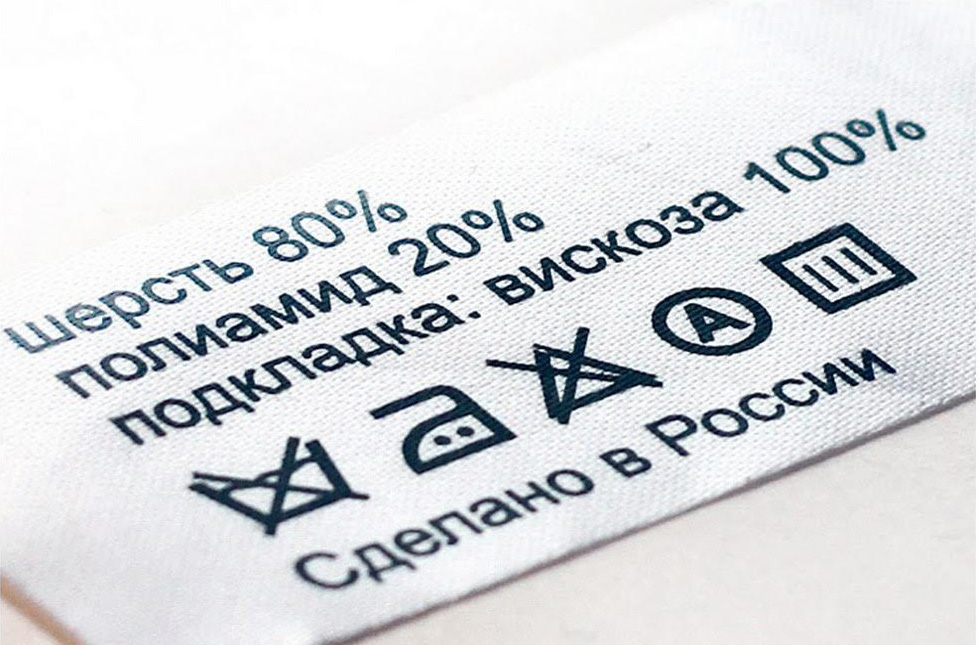 шерсть 80%
полиамид 20%
подкладка: вискоза 100%
A
Сделано в России